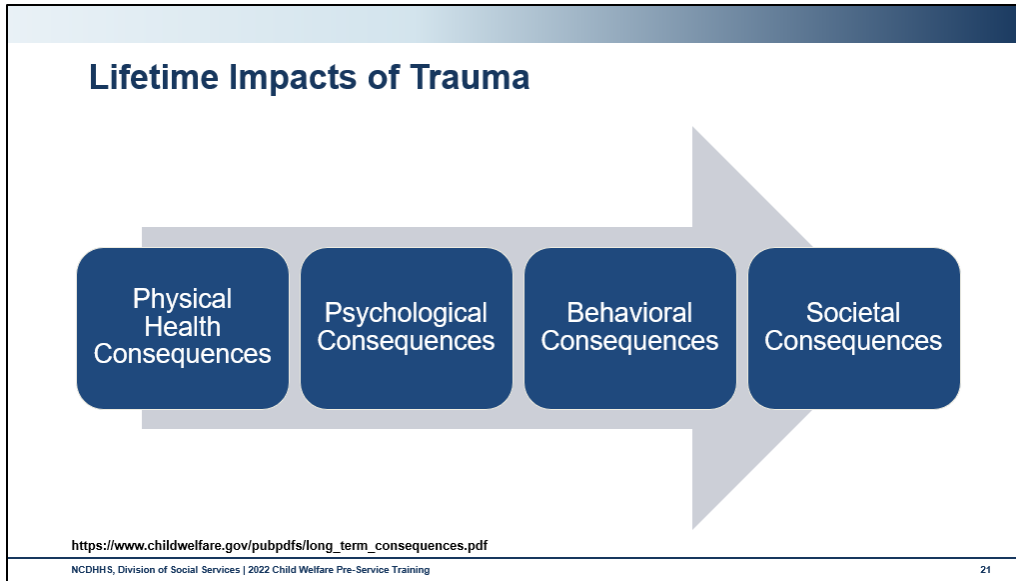 Lifetime Impacts of Trauma
Physical
Health
Consequences
Psychological
Consequences
Behavioral
Consequences
Societal
Consequences
https://www.childwelfare.gov/pubpdfs/long_term_consequences.pdf
NCDHHS, Division of Social Services | 2022 Child Welfare Pre-Service Training
21